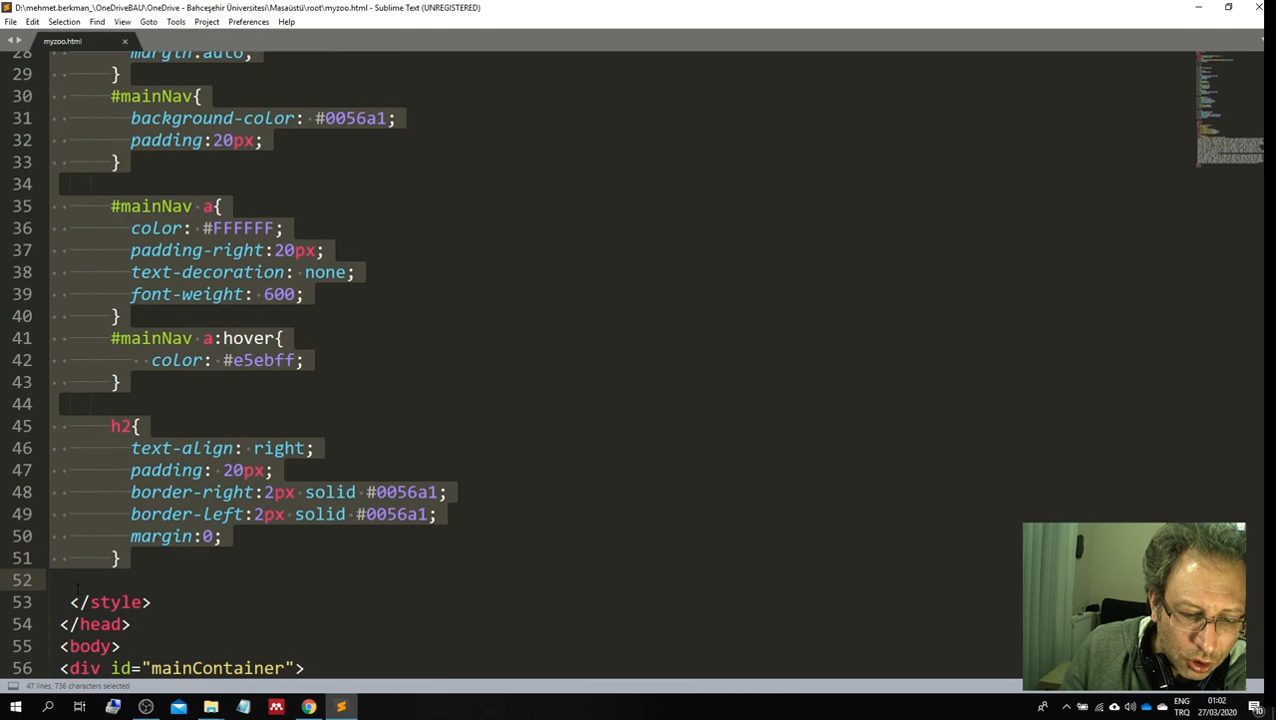 D:\mehmet.berkman_\OneDriveBAU\OneDrive - Bahcesehir Üniversitesi\Masaüstü\root\myzoo.html - Sublime Text (UNREGISTERED)
File Edit Selection Find View Goto Tools Project Preferences Help
myzoo.html
28 margin:auto;
29 }
30 #mainNav{
31 background-color: #0056a1;
32 padding:20px;
33 }
34
35 #mainNav a{
36 color: #FFFFFF;
37 padding-right:20px;
38 text-decoration: none;
39 font-weight: 600;
40 }
41 #mainNav a:hover{
42 color: #e5ebff;
43 }
44
45 h2{
46 text-align: right;
47 padding: 20px;
48 border-right:2px solid #0056a1;
49 border-left:2px solid #0056a1;
50 margin:0;
51 }
52
53 </style>
54 </head>
55 <body>
56 <div id="mainContainer">
47 lines, 736 characters selected
ENG
TRQ
01:02
27/03/2020